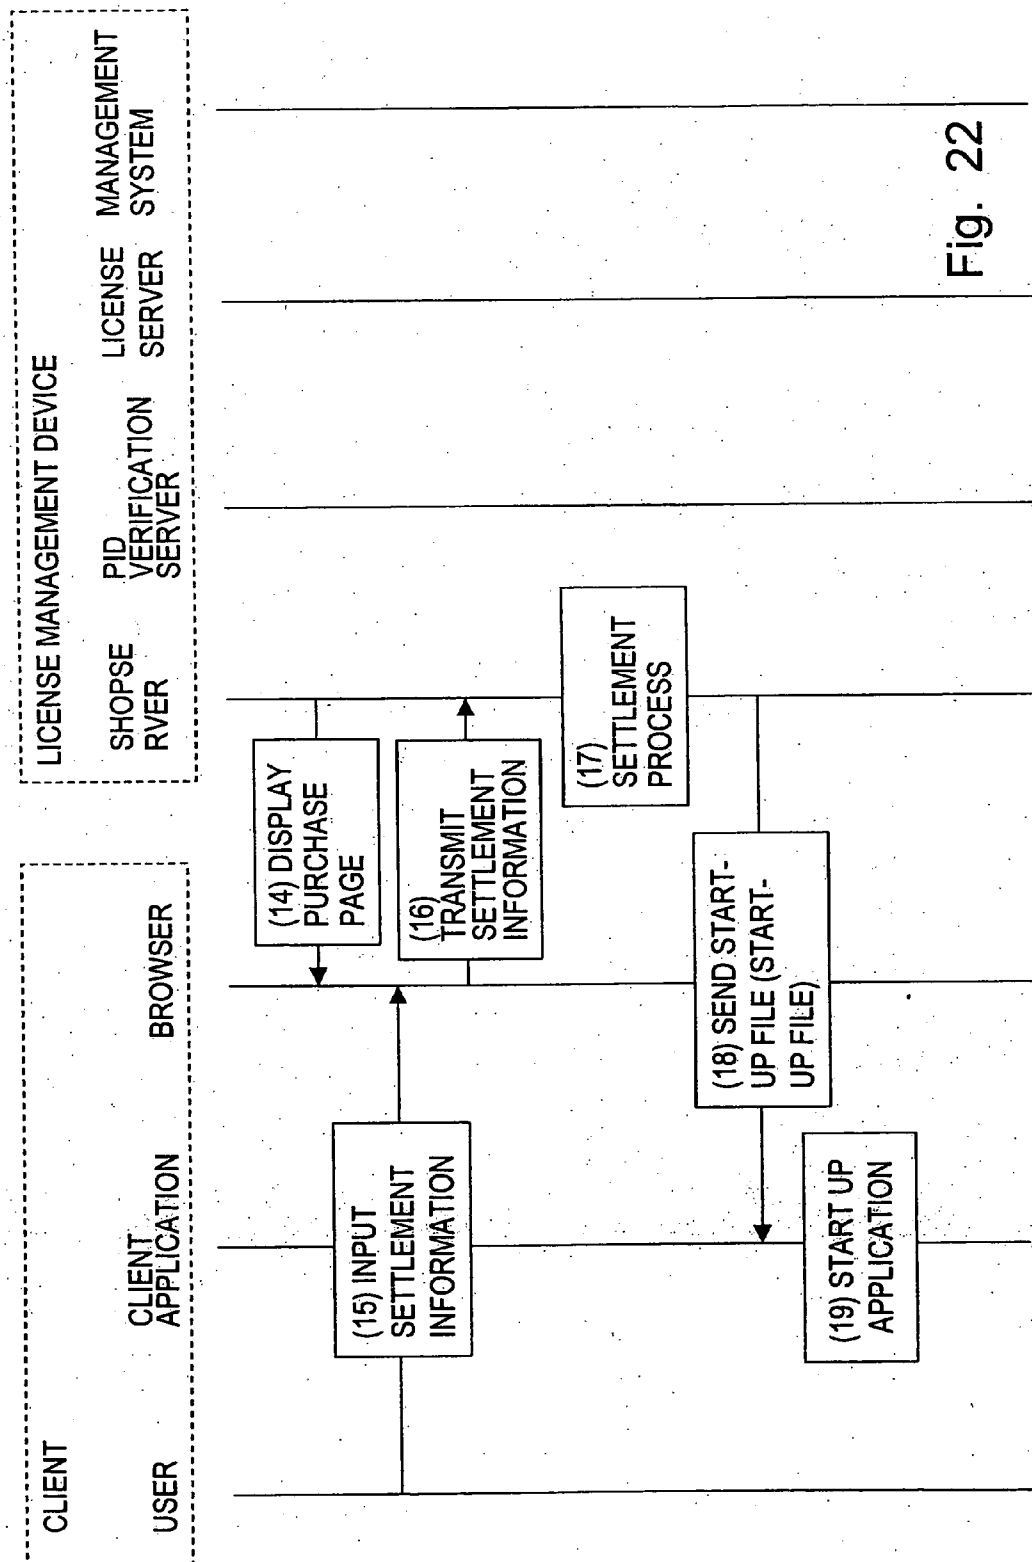 CLIENT
USER
CLIENT
APPLICATION
BROWSER
LICENSE MANAGEMENT DEVICE
SHOPSE
RVER
PID
VERIFICATION
SERVER
LICENSE
SERVER
MANAGEMENT
SYSTEM
(14) DISPLAY
PURCHASE
PAGE
(15) INPUT
SETTLEMENT
INFORMATION
(16)
TRANSMIT
SETTLEMENT
INFORMATION
(17)
SETTLEMENT
PROCESS
(18) SEND START-
UP FILE (START-
UP FILE)
(19) START UP
APPLICATION
Fig. 22